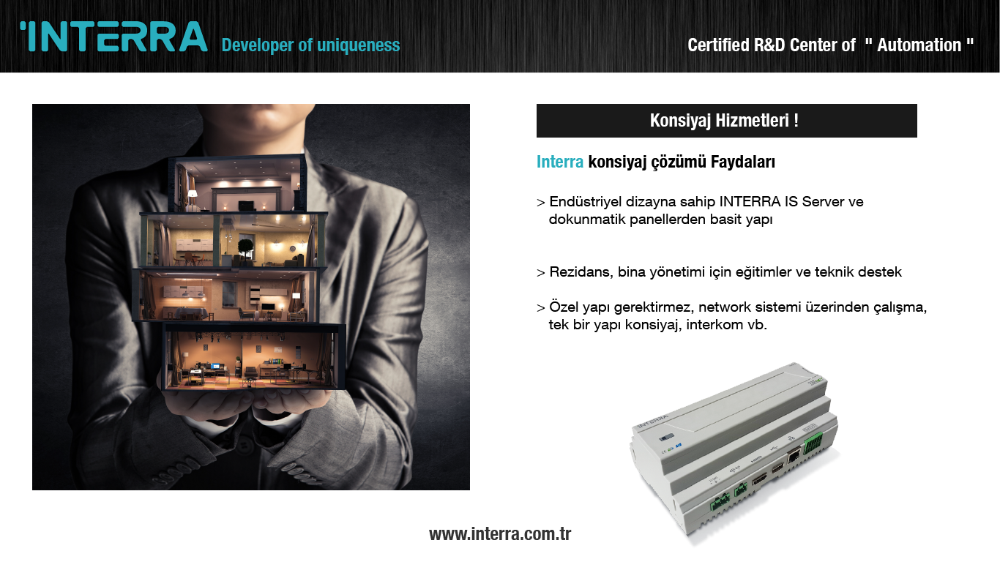 INTERRA Developer of uniqueness
Certified R&D Center of " Automation "
Konsiyaj Hizmetleri !
Interra konsiyaj çözümü Faydaları
> Endüstriyel dizayna sahip INTERRA IS Server ve
dokunmatik panellerden basit yapı
> Rezidans, bina yönetimi için eğitimler ve teknik destek
> Özel yapı gerektirmez, network sistemi üzerinden çalışma,
tek bir yapı konsiyaj, interkom vb.
INTERRA
www.interra.com.tr